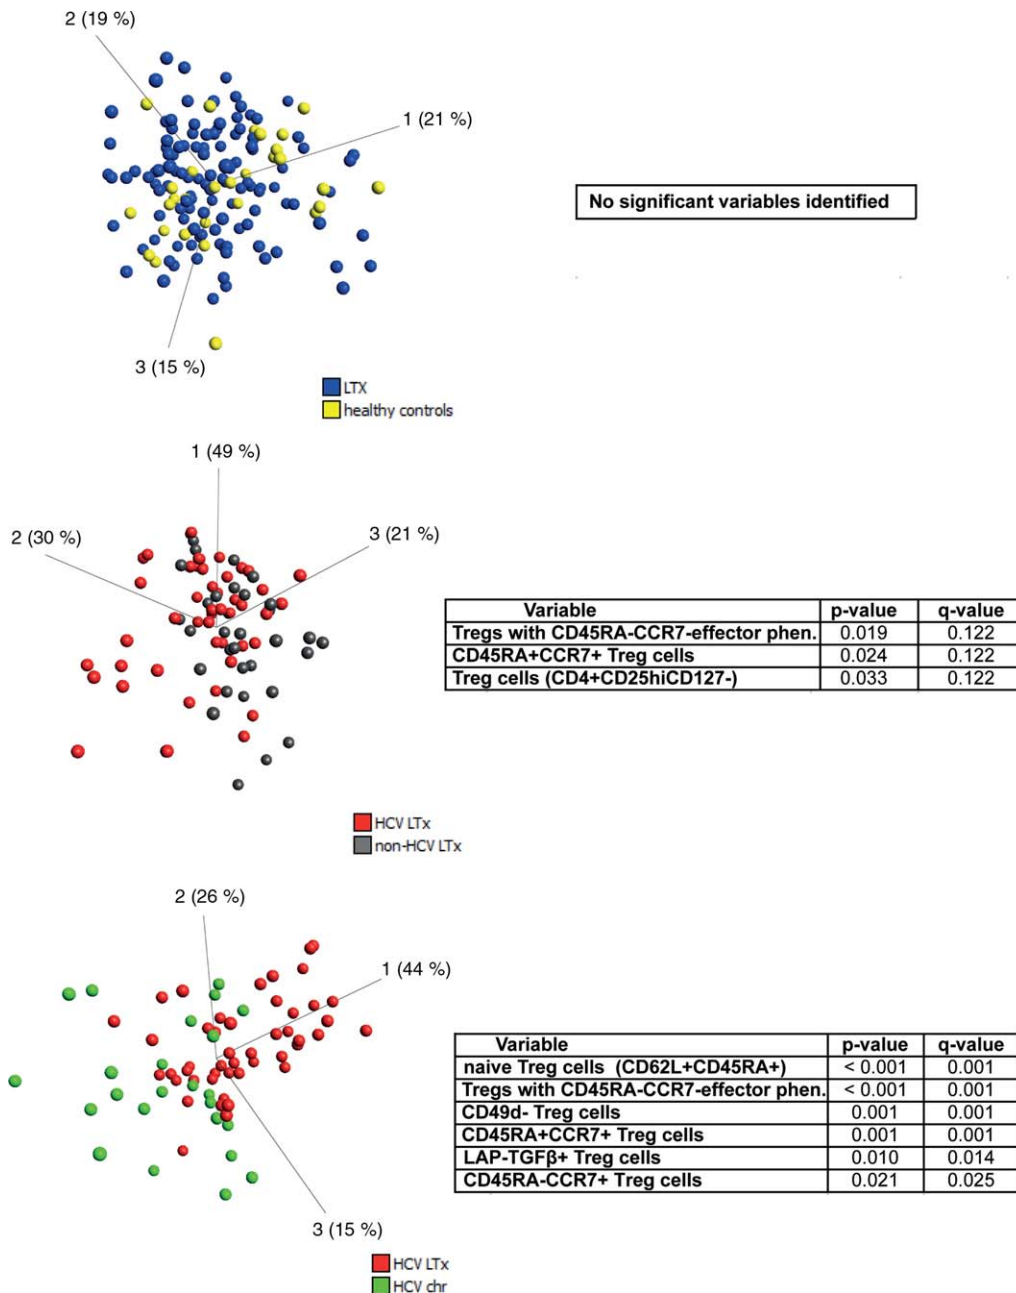 2 (19 %)
1 (21 %)
No significant variables identified
3 (15 %)
LTX
healthy controls
1 (49 %)
2 (30 %)
3 (21 %)
Variable p-value q-value
Tregs with CD45RA-CCR7-effector phen. 0.019 0.122
CD45RA+CCR7+ Treg cells 0.024 0.122
Treg cells (CD4+CD25hiCD127-) 0.033 0.122
HCV LTx
non-HCV LTx
2 (26 %)
1 (44 %)
Variable p-value q-value
naive Treg cells (CD62L+CD45RA+) < 0.001 0.001
Tregs with CD45RA-CCR7-effector phen. < 0.001 0.001
CD49d- Treg cells 0.001 0.001
CD45RA+CCR7+ Treg cells 0.001 0.001
LAP-TGFβ+ Treg cells 0.010 0.014
CD45RA-CCR7+ Treg cells 0.021 0.025
3 (15 %)
HCV LTx
HCV chr